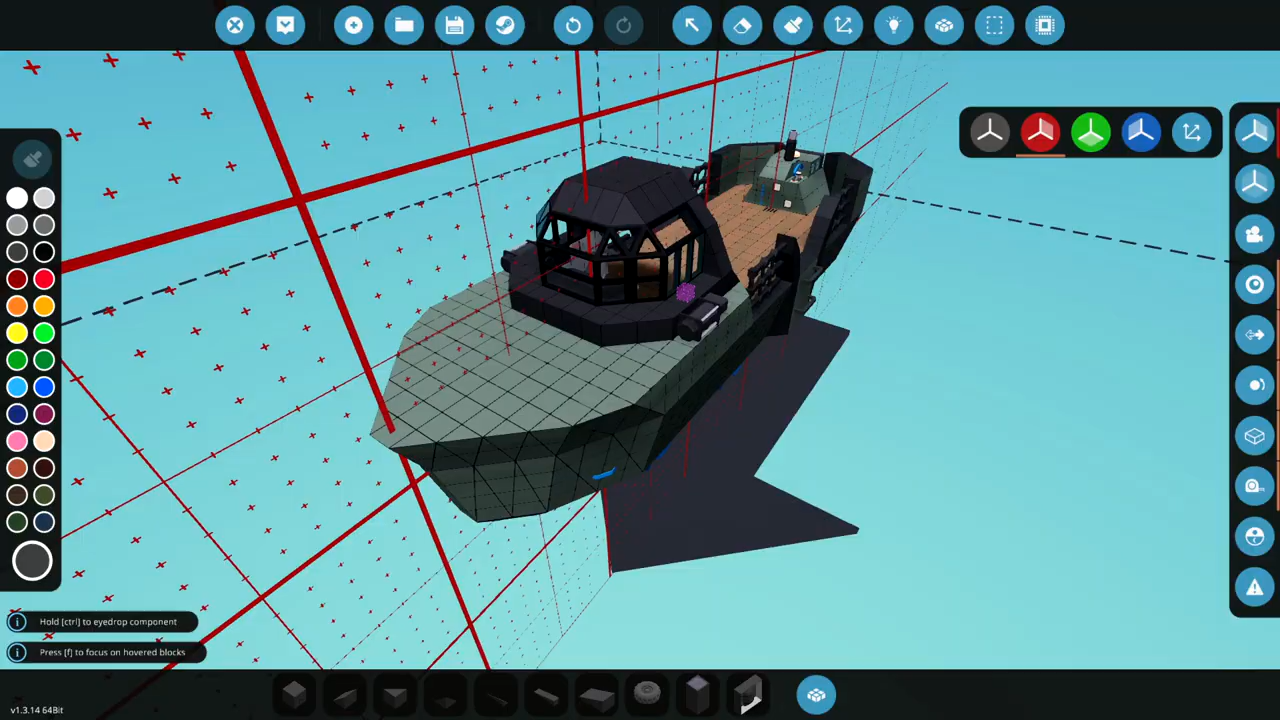 Hold [ctrl] to eyedrop component
Press [f] to focus on hovered blocks
v1.3.14 64Bit